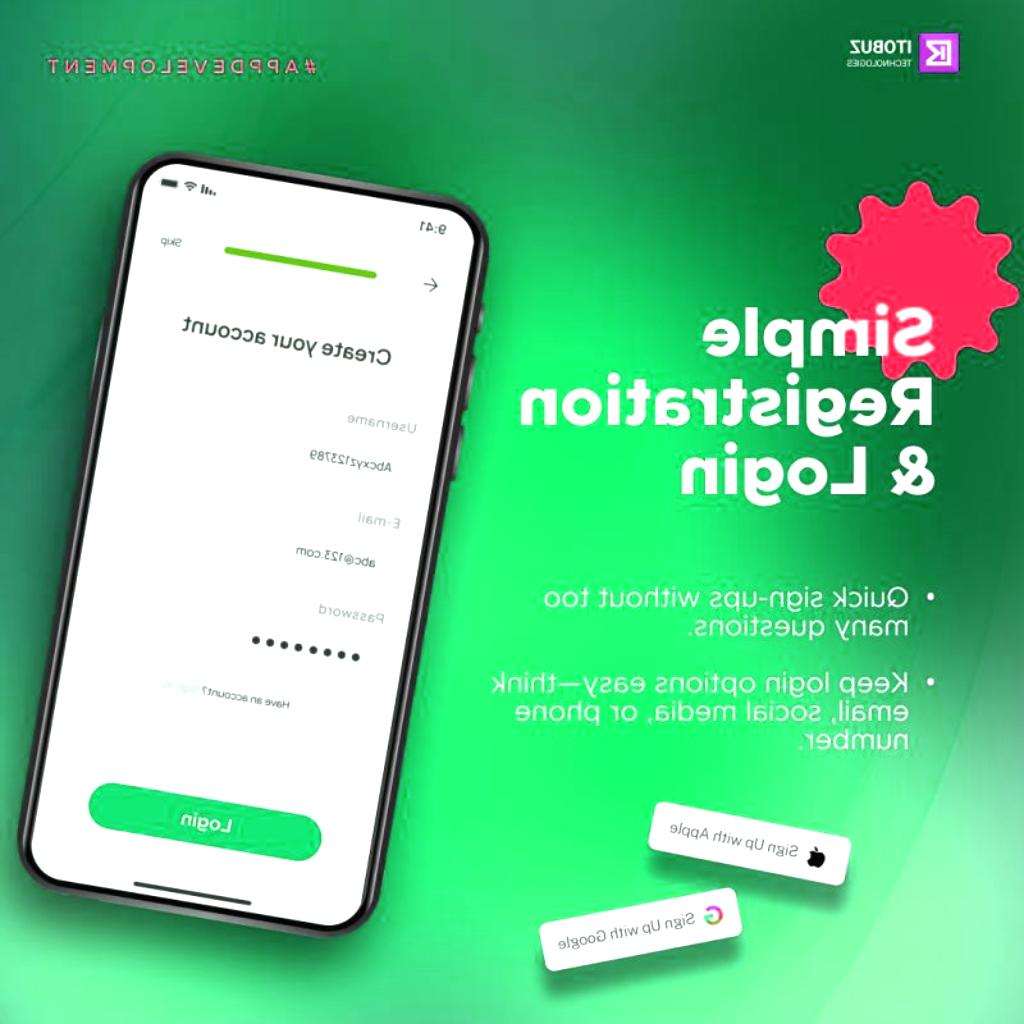 ITOBUZ
TECHNOLOGIES
#APPDEVELOPMENT
Simple
Registration
& Login
• Quick sign-ups without too
many questions.
• Keep login options easy—think
email, social media, or phone
number.
Sign Up with Apple
Sign Up with Google
9:41
Skip
Create your account
Username
Abcxyz123789
E-mail
abc@123.com
Password
Have an account? Sign in
Login